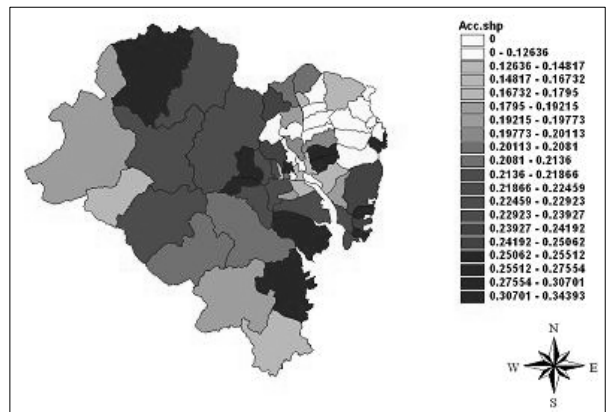 Acc.shp
0
0 - 0.12636
0.12636 - 0.14817
0.14817 - 0.16732
0.16732 - 0.1795
0.1795 - 0.19215
0.19215 - 0.19773
0.19773 - 0.20113
0.20113 - 0.2081
0.2081 - 0.2136
0.2136 - 0.21866
0.21866 - 0.22459
0.22459 - 0.22923
0.22923 - 0.23927
0.23927 - 0.24192
0.24192 - 0.25062
0.25062 - 0.25512
0.25512 - 0.27554
0.27554 - 0.30701
0.30701 - 0.34393
N
W E
S